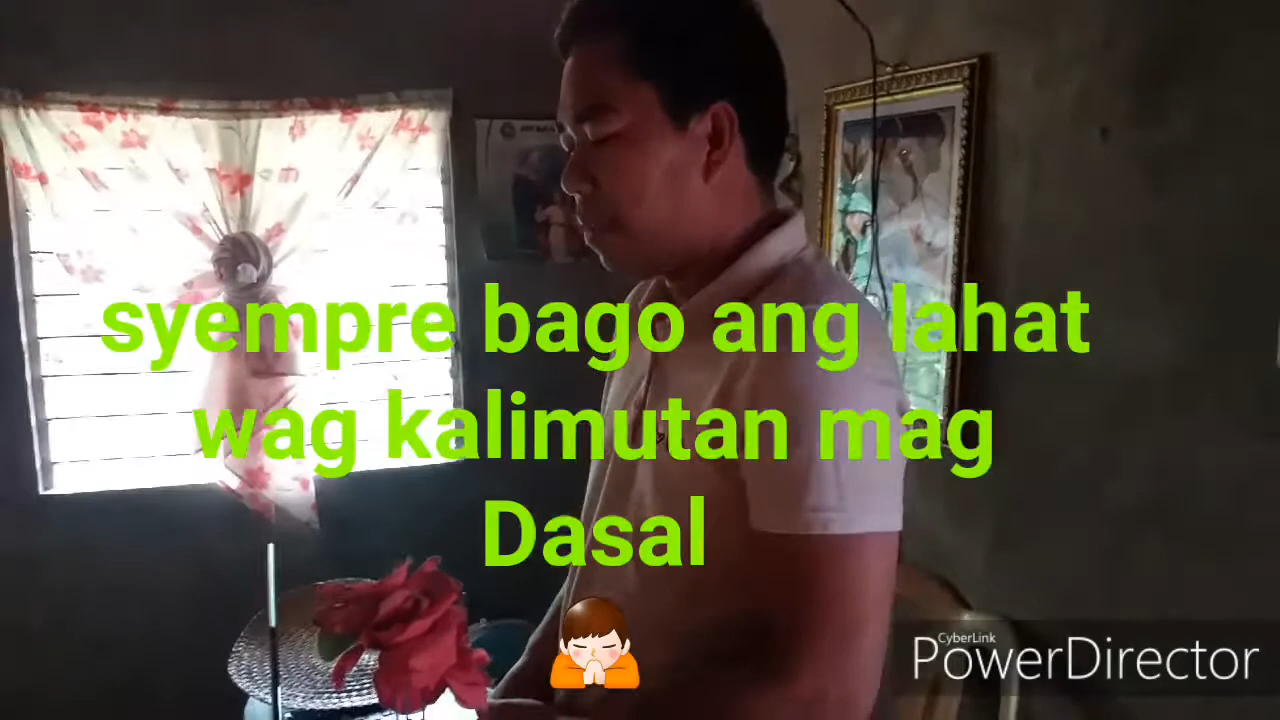 syempre bago ang lahat
wag kalimutan mag
Dasal
CyberLink
PowerDirector